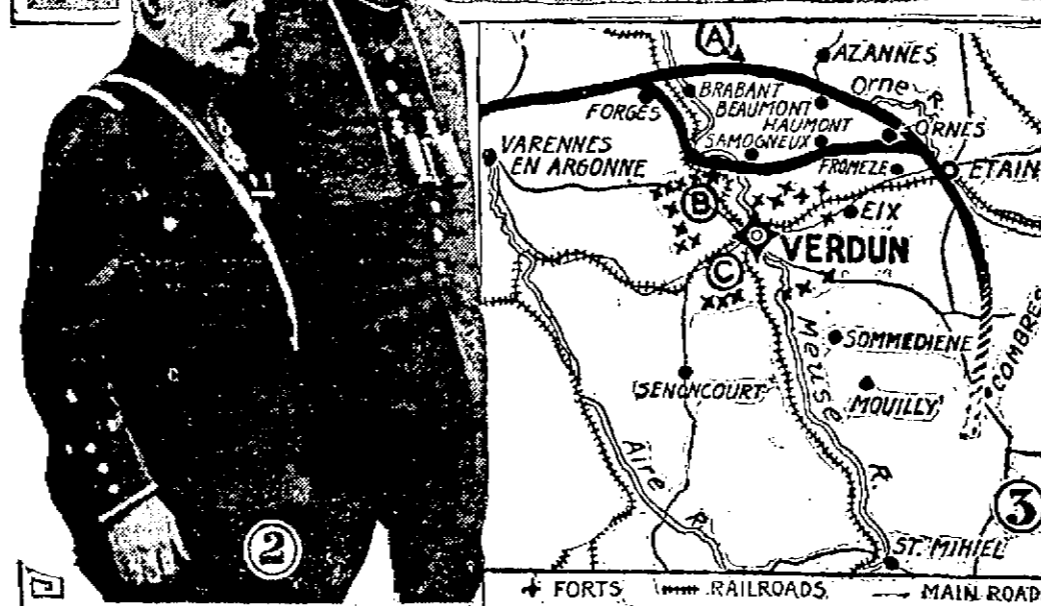 A
AZANNES
Orne R.
BRABANT
FORGES
BEAUMONT
HAUMONT
ORNES
SAMOGNEUX
VARENNES
EN ARGONNE
FROMEZE
ETAIN
B
EIX
VERDUN
C
Meuse R.
SOMMEDIENE
COMBRES
SENONCOURT
MOUILLY
Aire R.
2
3
ST. MIHIEL
FORTS RAILROADS MAIN ROAD